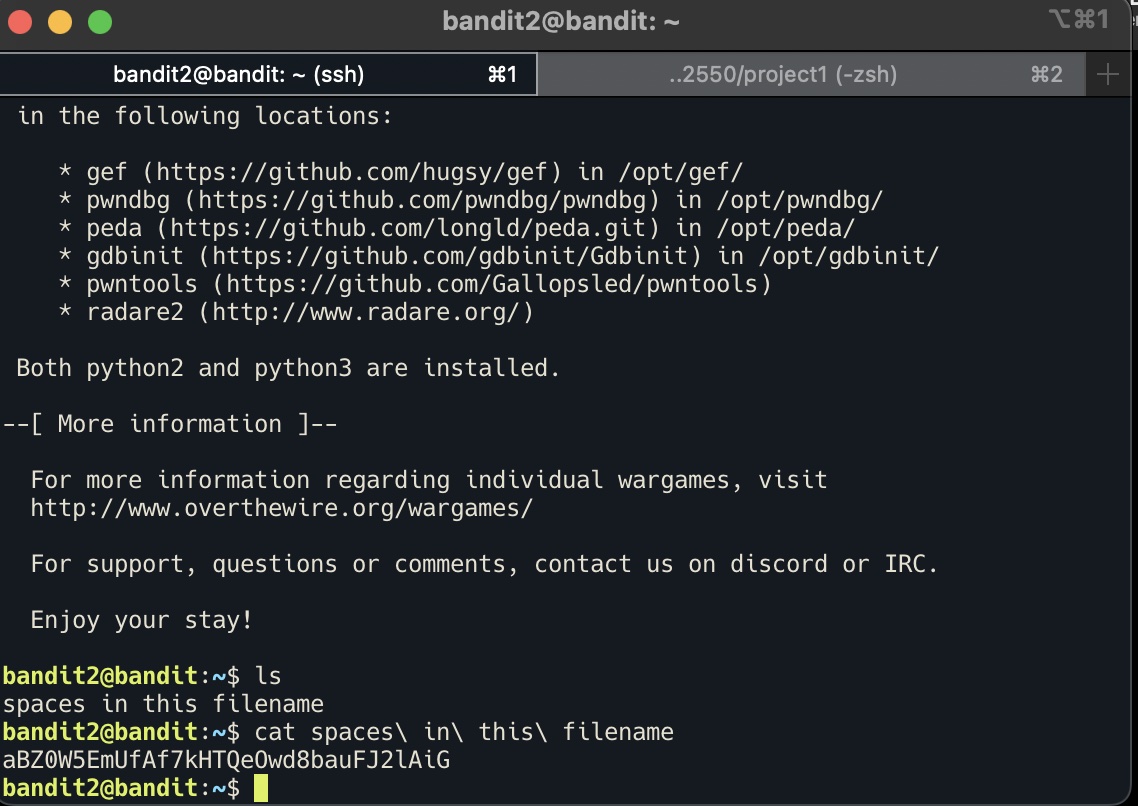 bandit2@bandit: ~
⌥⌘1
bandit2@bandit: ~ (ssh) ⌘1
..2550/project1 (-zsh) ⌘2
in the following locations:
* gef (https://github.com/hugsy/gef) in /opt/gef/
* pwndbg (https://github.com/pwndbg/pwndbg) in /opt/pwndbg/
* peda (https://github.com/longld/peda.git) in /opt/peda/
* gdbinit (https://github.com/gdbinit/Gdbinit) in /opt/gdbinit/
* pwntools (https://github.com/Gallopsled/pwntools)
* radare2 (http://www.radare.org/)
Both python2 and python3 are installed.
--[ More information ]--
For more information regarding individual wargames, visit
http://www.overthewire.org/wargames/
For support, questions or comments, contact us on discord or IRC.
Enjoy your stay!
bandit2@bandit:~$ ls
spaces in this filename
bandit2@bandit:~$ cat spaces\ in\ this\ filename
aBZ0W5EmUfAf7kHTQeOwd8bauFJ2lAiG
bandit2@bandit:~$